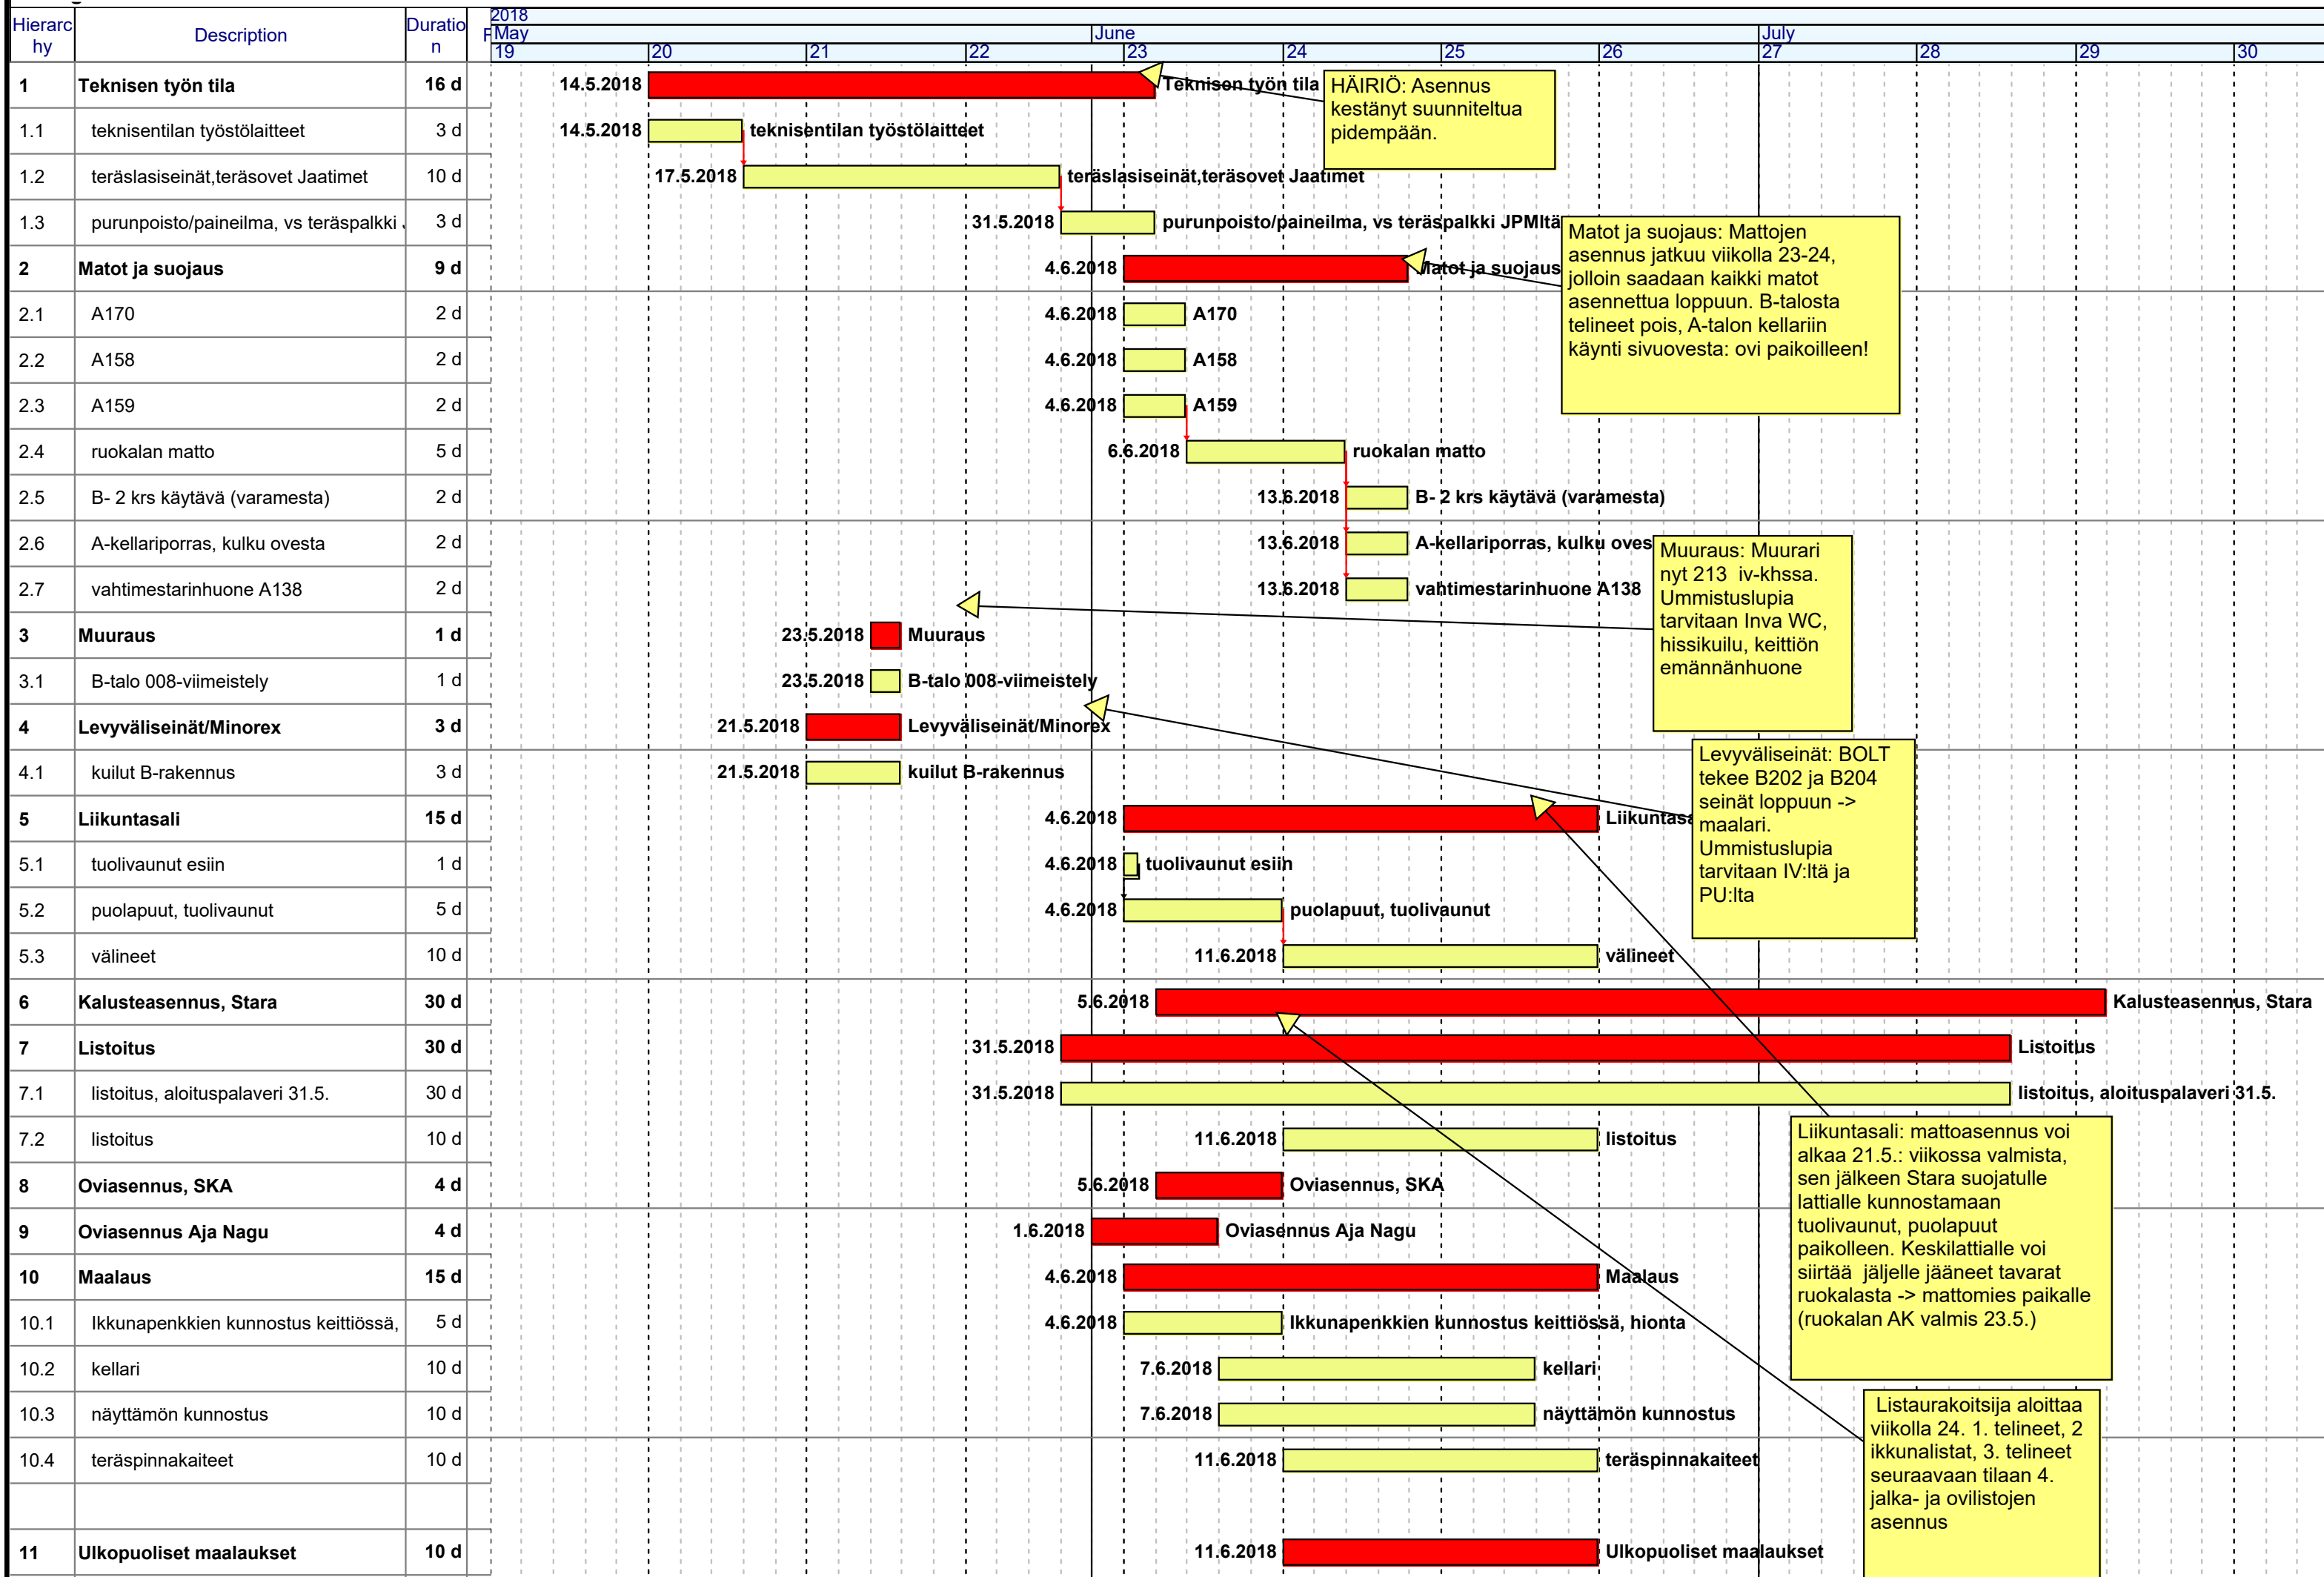 2018
Hierarchy Description Duration May June July
19 20 21 22 23 24 25 26 27 28 29 30
1 Teknisen työn tila 16 d 14.5.2018 Teknisen työn tila
1.1 teknisentilan työstölaitteet 3 d 14.5.2018 teknisentilan työstölaitteet
1.2 teräslasiseinät,teräsovet Jaatimet 10 d 17.5.2018 teräslasiseinät,teräsovet Jaatimet
1.3 purunpoisto/paineilma, vs teräspalkki 3 d 31.5.2018 purunpoisto/paineilma, vs teräspalkki JPMltä
2 Matot ja suojaus 9 d 4.6.2018 Matot ja suojaus
2.1 A170 2 d 4.6.2018 A170
2.2 A158 2 d 4.6.2018 A158
2.3 A159 2 d 4.6.2018 A159
2.4 ruokalan matto 5 d 6.6.2018 ruokalan matto
2.5 B- 2 krs käytävä (varamesta) 2 d 13.6.2018 B- 2 krs käytävä (varamesta)
2.6 A-kellariporras, kulku ovesta 2 d 13.6.2018 A-kellariporras, kulku oves
2.7 vahtimestarinhuone A138 2 d 13.6.2018 vahtimestarinhuone A138
3 Muuraus 1 d 23.5.2018 Muuraus
3.1 B-talo 008-viimeistely 1 d 23.5.2018 B-talo 008-viimeistely
4 Levyväliseinät/Minorex 3 d 21.5.2018 Levyväliseinät/Minorex
4.1 kuilut B-rakennus 3 d 21.5.2018 kuilut B-rakennus
5 Liikuntasali 15 d 4.6.2018 Liikuntasa
5.1 tuolivaunut esiin 1 d 4.6.2018 tuolivaunut esiin
5.2 puolapuut, tuolivaunut 5 d 4.6.2018 puolapuut, tuolivaunut
5.3 välineet 10 d 11.6.2018 välineet
6 Kalusteasennus, Stara 30 d 5.6.2018 Kalusteasennus, Stara
7 Listoitus 30 d 31.5.2018 Listoitus
7.1 listoitus, aloituspalaveri 31.5. 30 d 31.5.2018 listoitus, aloituspalaveri 31.5.
7.2 listoitus 10 d 11.6.2018 listoitus
8 Oviasennus, SKA 4 d 5.6.2018 Oviasennus, SKA
9 Oviasennus Aja Nagu 4 d 1.6.2018 Oviasennus Aja Nagu
10 Maalaus 15 d 4.6.2018 Maalaus
10.1 Ikkunapenkkien kunnostus keittiössä, 5 d 4.6.2018 Ikkunapenkkien kunnostus keittiössä, hionta
10.2 kellari 10 d 7.6.2018 kellari
10.3 näyttämön kunnostus 10 d 7.6.2018 näyttämön kunnostus
10.4 teräspinnakaiteet 10 d 11.6.2018 teräspinnakaiteet
11 Ulkopuoliset maalaukset 10 d 11.6.2018 Ulkopuoliset maalaukset
HÄIRIÖ: Asennus
kestänyt suunniteltua
pidempään.
Matot ja suojaus: Mattojen
asennus jatkuu viikolla 23-24,
jolloin saadaan kaikki matot
asennettua loppuun. B-talosta
telineet pois, A-talon kellariin
käynti sivuovesta: ovi paikoilleen!
Muuraus: Muurari
nyt 213 iv-khssa.
Ummistuslupia
tarvitaan Inva WC,
hissikuilu, keittiön
emännänhuone
Levyväliseinät: BOLT
tekee B202 ja B204
seinät loppuun ->
maalari.
Ummistuslupia
tarvitaan IV:ltä ja
PU:lta
Liikuntasali: mattoasennus voi
alkaa 21.5.: viikossa valmista,
sen jälkeen Stara suojatulle
lattialle kunnostamaan
tuolivaunut, puolapuut
paikolleen. Keskilattialle voi
siirtää jäljelle jääneet tavarat
ruokalasta -> mattomies paikalle
(ruokalan AK valmis 23.5.)
Listaurakoitsija aloittaa
viikolla 24. 1. telineet, 2
ikkunalistat, 3. telineet
seuraavaan tilaan 4.
jalka- ja ovilistojen
asennus